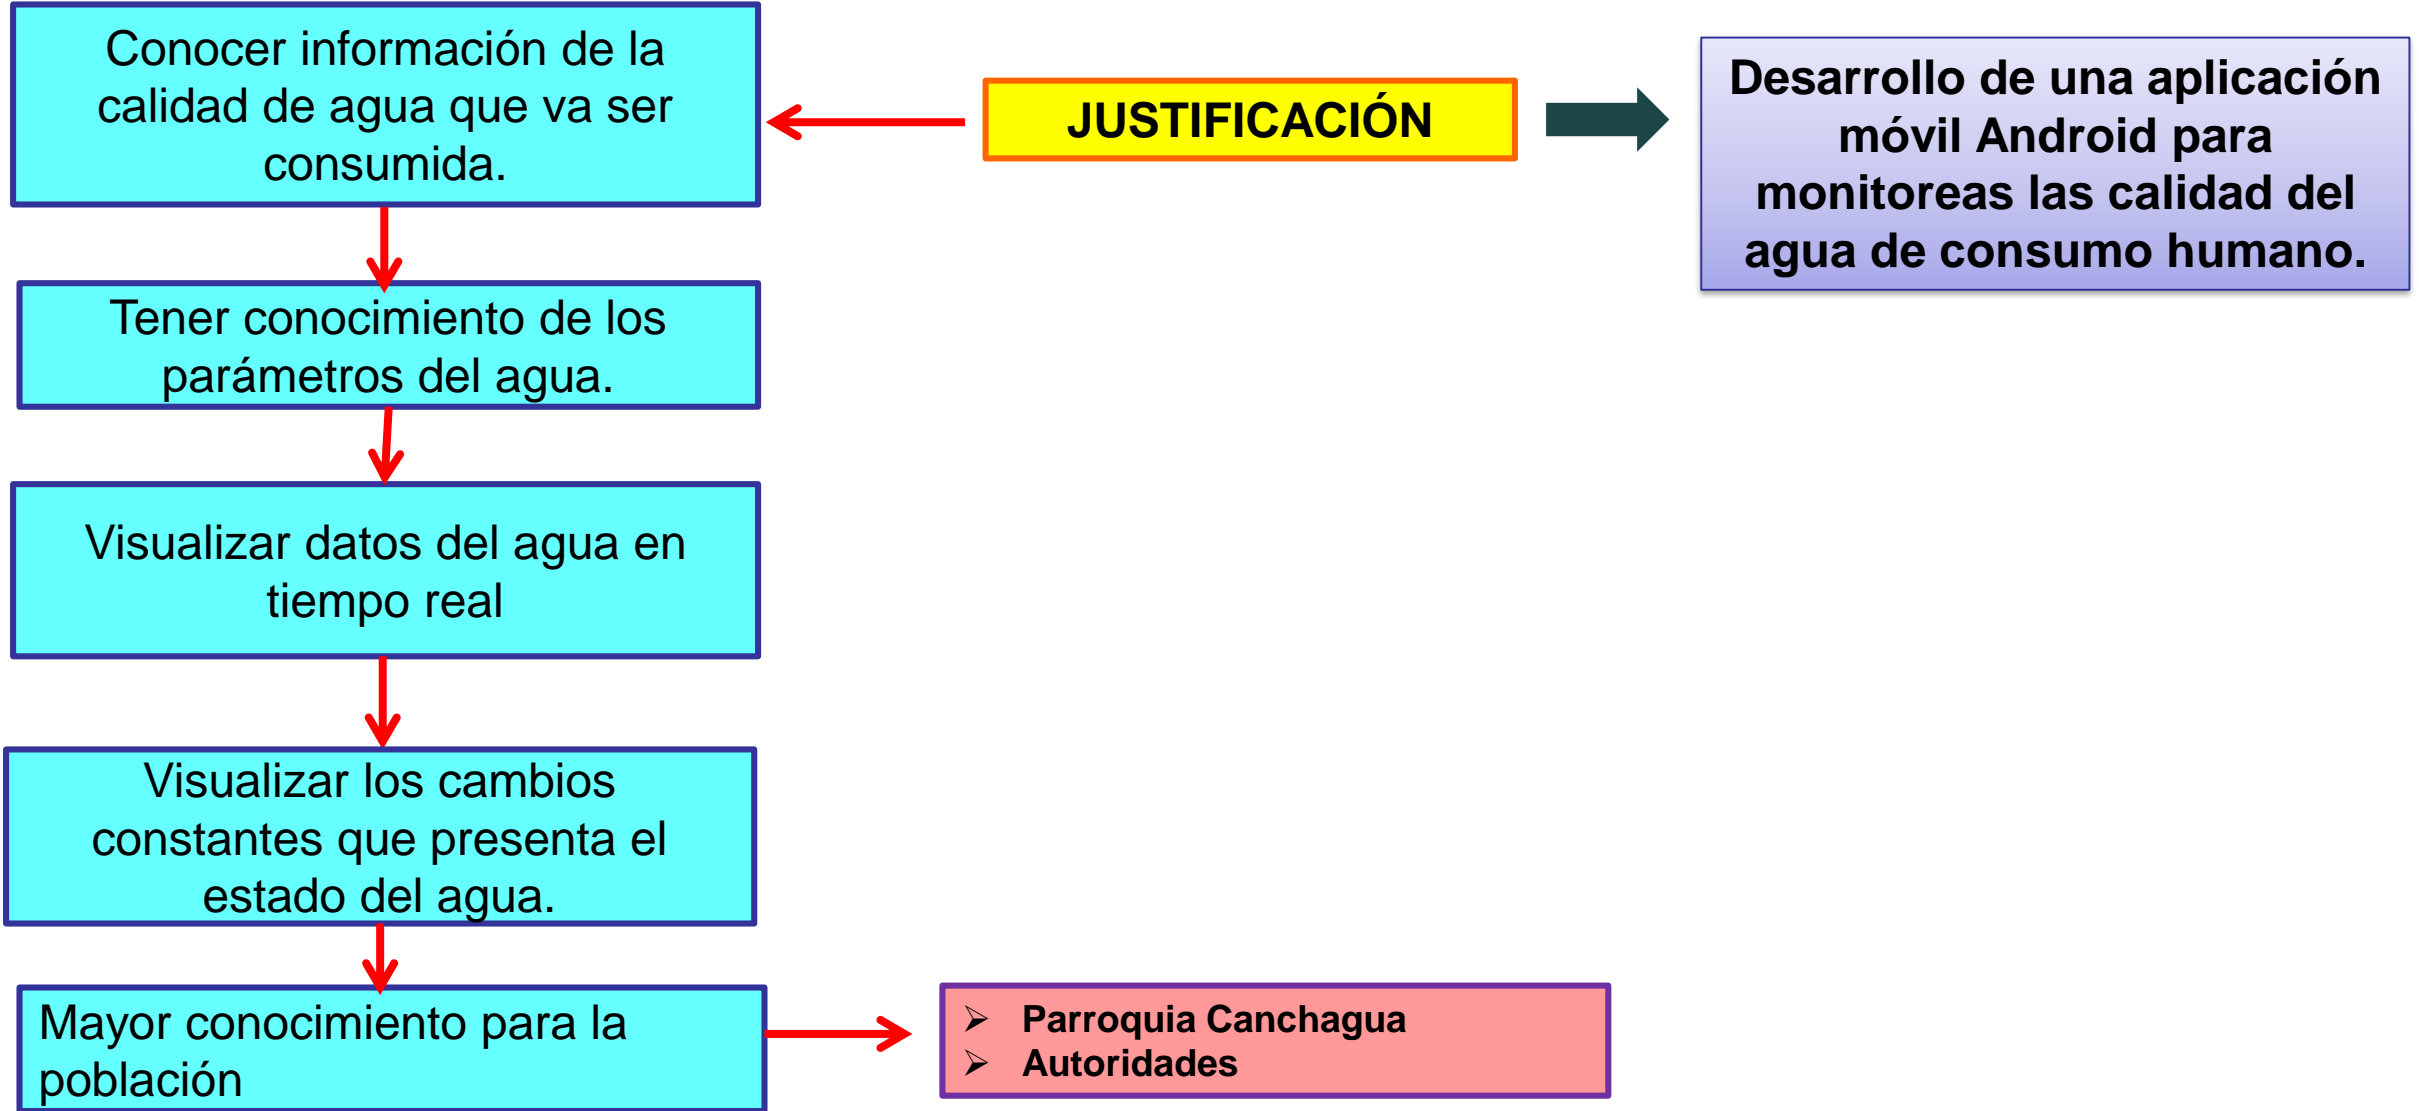 Conocer información de la
calidad de agua que va ser
consumida.
JUSTIFICACIÓN
Desarrollo de una aplicación
móvil Android para
monitoreas las calidad del
agua de consumo humano.
Tener conocimiento de los
parámetros del agua.
Visualizar datos del agua en
tiempo real
Visualizar los cambios
constantes que presenta el
estado del agua.
Mayor conocimiento para la
población
➢ Parroquia Canchagua
➢ Autoridades